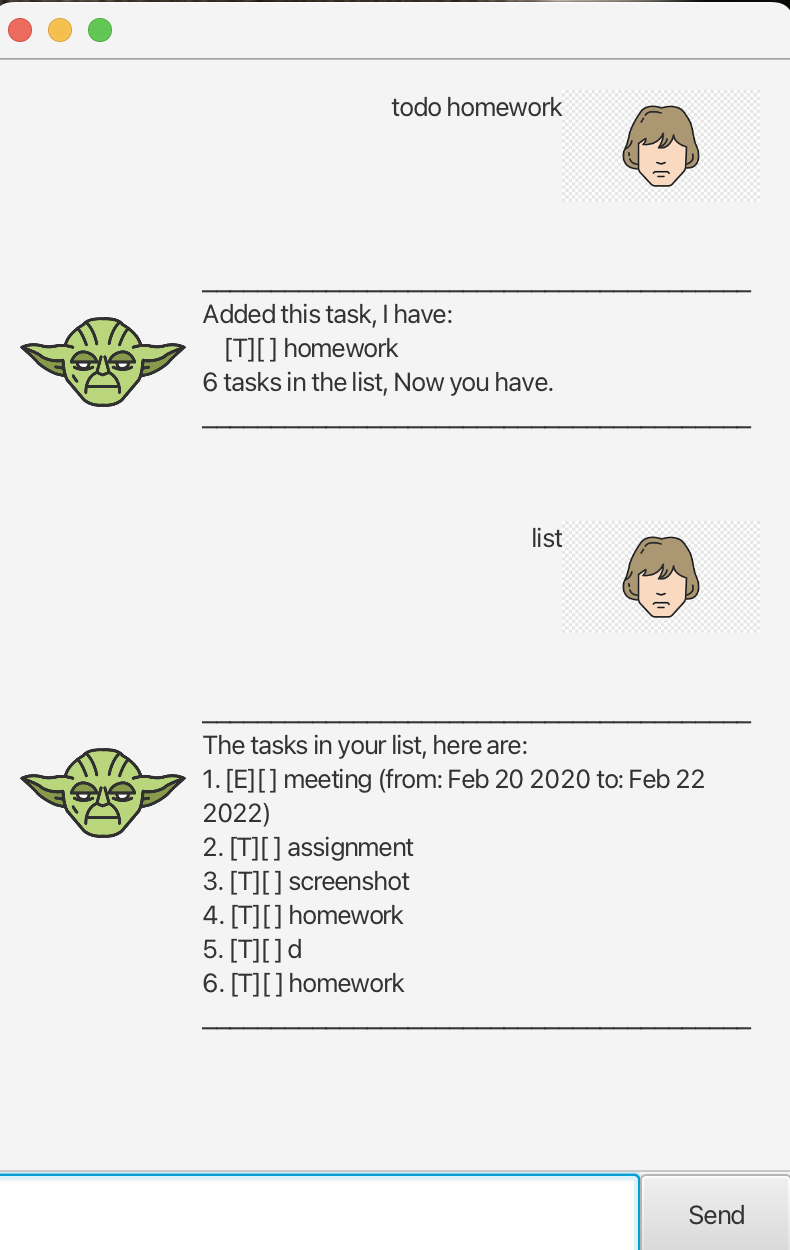 todo homework
Added this task, I have:
[T][ ] homework
6 tasks in the list, Now you have.
list
The tasks in your list, here are:
1. [E][ ] meeting (from: Feb 20 2020 to: Feb 22
2022)
2. [T][ ] assignment
3. [T][ ] screenshot
4. [T][ ] homework
5. [T][ ] d
6. [T][ ] homework
Send